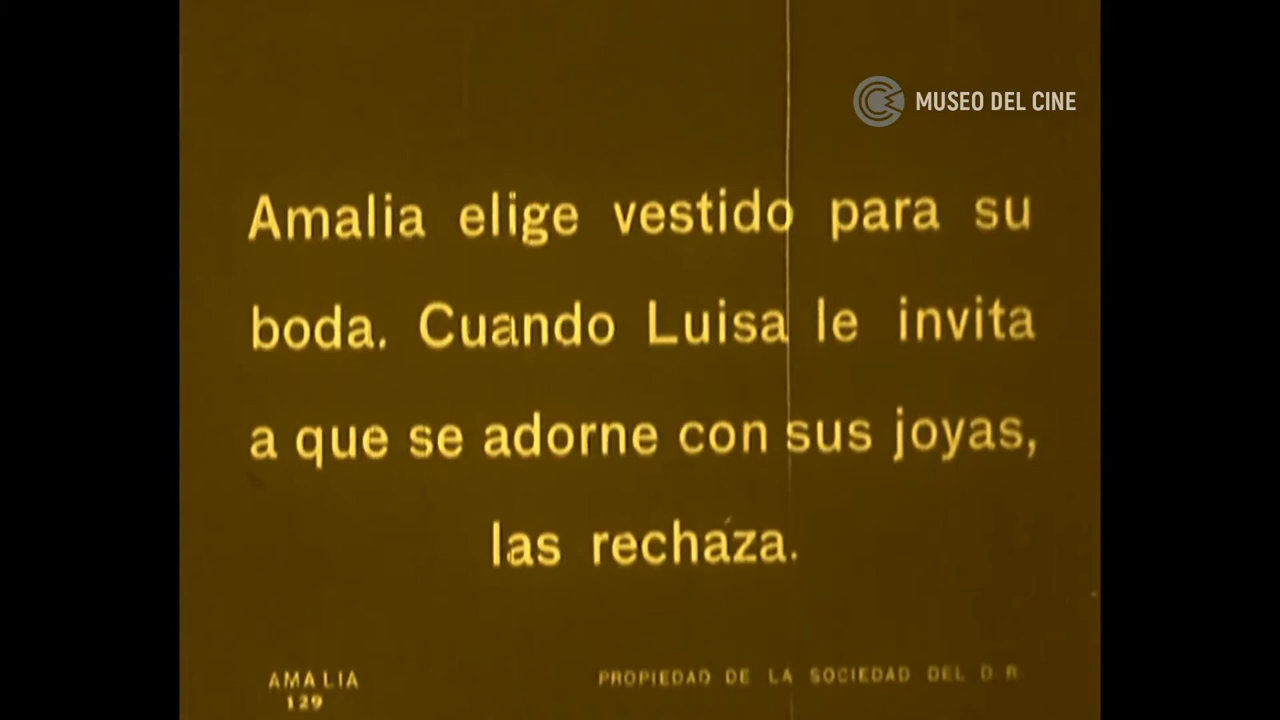 MUSEO DEL CINE
Amalia elige vestido para su
boda. Cuando Luisa le invita
a que se adorne con sus joyas,
las rechaza.
AMALIA
129
PROPIEDAD DE LA SOCIEDAD DEL D. R.